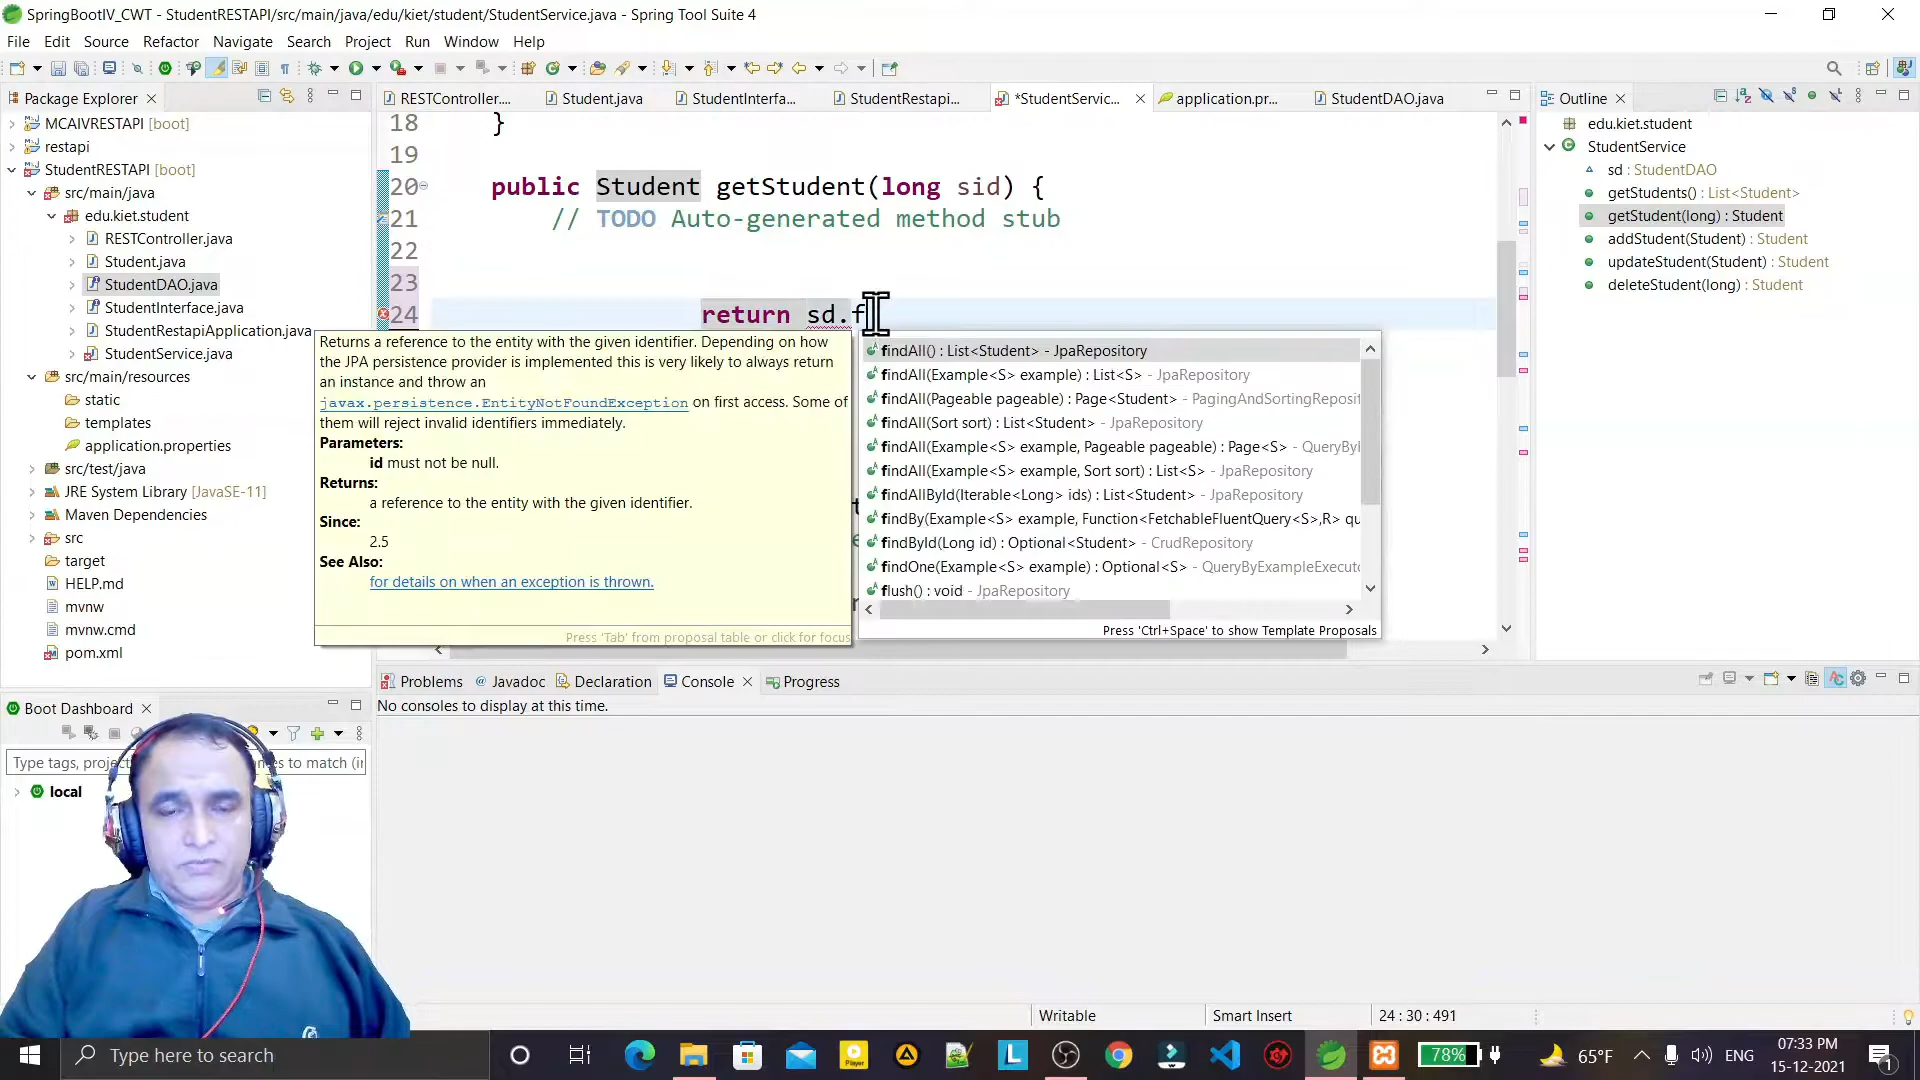 SpringBootIV_CWT - StudentRESTAPI/src/main/java/edu/kiet/student/StudentService.java - Spring Tool Suite 4
File Edit Source Refactor Navigate Search Project Run Window Help
Package Explorer
MCAIVRESTAPI [boot]
restapi
StudentRESTAPI [boot]
src/main/java
edu.kiet.student
RESTController.java
Student.java
StudentDAO.java
StudentInterface.java
StudentRestapiApplication.java
StudentService.java
src/main/resources
static
templates
application.properties
src/test/java
JRE System Library [JavaSE-11]
Maven Dependencies
src
target
HELP.md
mvnw
mvnw.cmd
pom.xml
RESTController.... Student.java StudentInterfa... StudentRestapi... *StudentServic... application.pr... StudentDAO.java
18 }
19
20 public Student getStudent(long sid) {
21 // TODO Auto-generated method stub
22
23
24 return sd.f
Returns a reference to the entity with the given identifier. Depending on how
the JPA persistence provider is implemented this is very likely to always return
an instance and throw an
javax.persistence.EntityNotFoundException on first access. Some of
them will reject invalid identifiers immediately.
Parameters:
id must not be null.
Returns:
a reference to the entity with the given identifier.
Since:
2.5
See Also:
for details on when an exception is thrown.
Press 'Tab' from proposal table or click for focus
findAll() : List<Student> - JpaRepository
findAll(Example<S> example) : List<S> - JpaRepository
findAll(Pageable pageable) : Page<Student> - PagingAndSortingReposit
findAll(Sort sort) : List<Student> - JpaRepository
findAll(Example<S> example, Pageable pageable) : Page<S> - QueryByE
findAll(Example<S> example, Sort sort) : List<S> - JpaRepository
findAllById(Iterable<Long> ids) : List<Student> - JpaRepository
findBy(Example<S> example, Function<FetchableFluentQuery<S>,R> qu
findById(Long id) : Optional<Student> - CrudRepository
findOne(Example<S> example) : Optional<S> - QueryByExampleExecuto
flush() : void - JpaRepository
Press 'Ctrl+Space' to show Template Proposals
Outline
edu.kiet.student
StudentService
sd : StudentDAO
getStudents() : List<Student>
getStudent(long) : Student
addStudent(Student) : Student
updateStudent(Student) : Student
deleteStudent(long) : Student
Problems Javadoc Declaration Console Progress
No consoles to display at this time.
Boot Dashboard
Type tags, projec
es to match (in
local
Writable Smart Insert 24 : 30 : 491
Type here to search
78% 65°F ENG 07:33 PM
15-12-2021
1